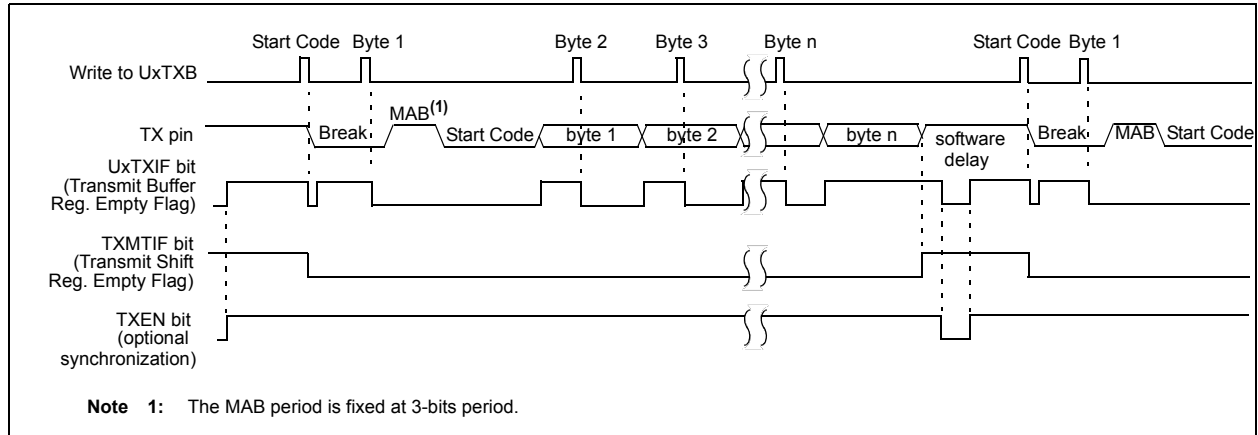 Start Code Byte 1 Byte 2 Byte 3 Byte n Start Code Byte 1
Write to UxTXB
MAB(1)
TX pin Break Start Code byte 1 byte 2 byte n software delay Break MAB Start Code
UxTXIF bit
(Transmit Buffer
Reg. Empty Flag)
TXMTIF bit
(Transmit Shift
Reg. Empty Flag)
TXEN bit
(optional
synchronization)
Note 1: The MAB period is fixed at 3-bits period.